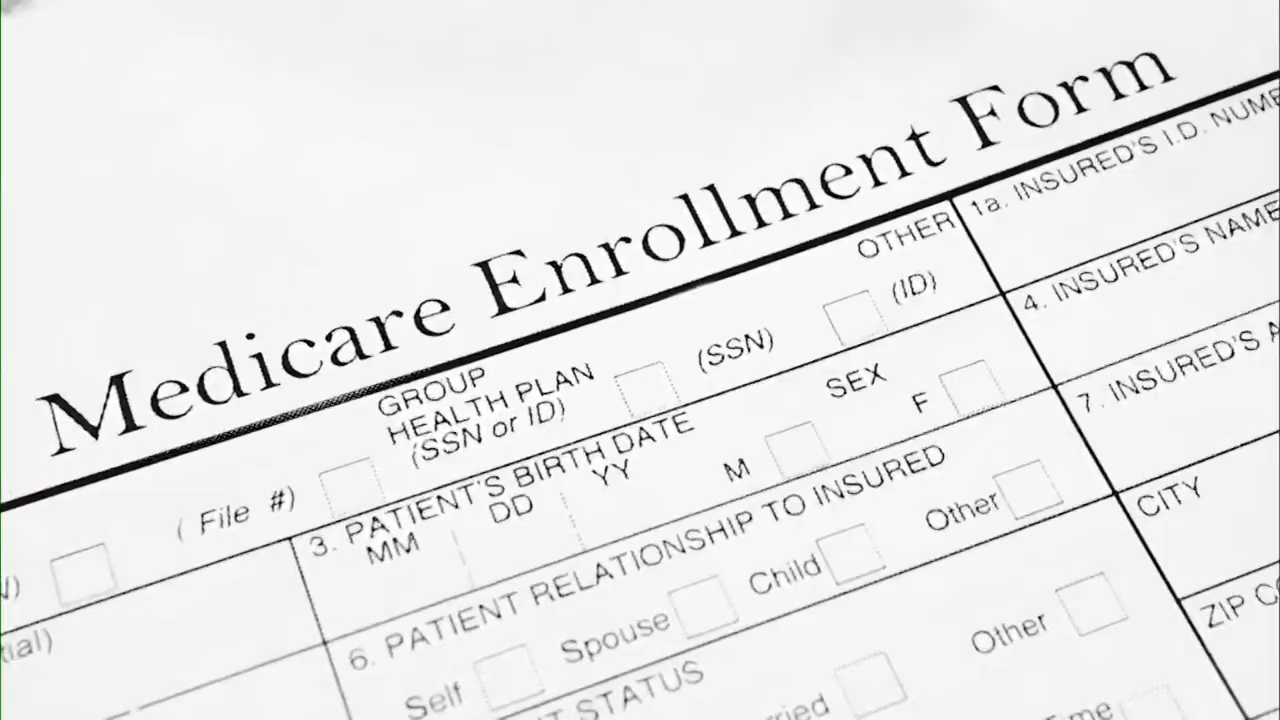 Medicare Enrollment Form
OTHER
1a. INSURED'S I.D.
GROUP
HEALTH PLAN
(SSN or ID)
(SSN)
(ID)
( File #)
4. INSURED'S NAME
3. PATIENT'S BIRTH DATE
MM DD YY
SEX
M F
7. INSURED'S
6. PATIENT RELATIONSHIP TO INSURED
Self Spouse Child Other
CITY
STATUS
Other
ZIP